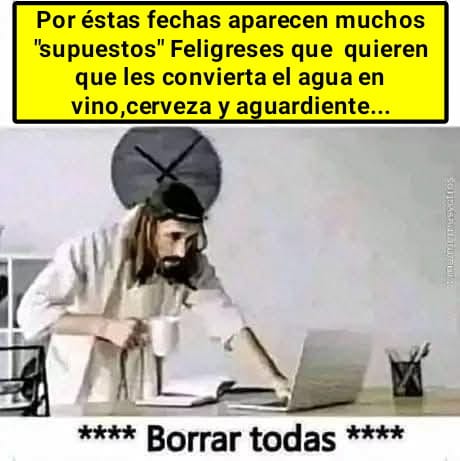 Por éstas fechas aparecen muchos
"supuestos" Feligreses que quieren
que les convierta el agua en
vino,cerveza y aguardiente...
**** Borrar todas ****